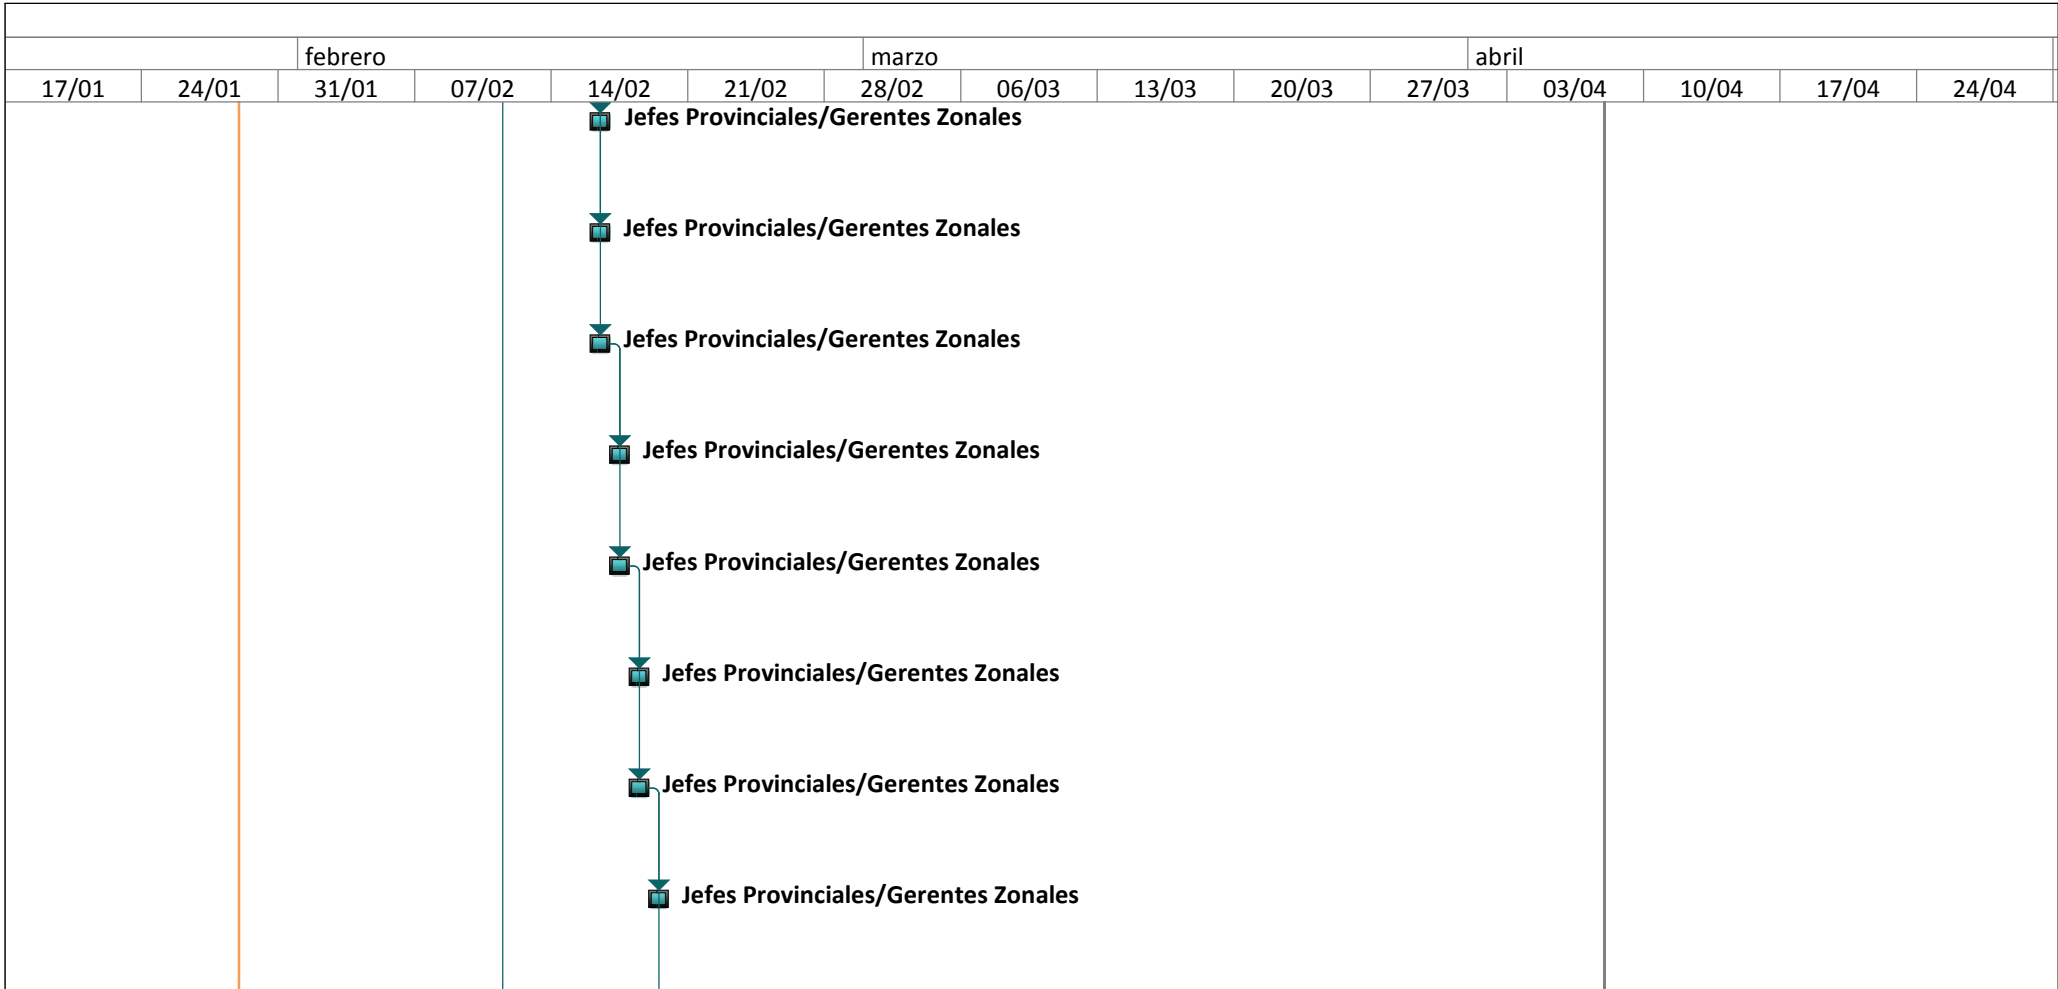 febrero marzo abril
17/01 24/01 31/01 07/02 14/02 21/02 28/02 06/03 13/03 20/03 27/03 03/04 10/04 17/04 24/04
Jefes Provinciales/Gerentes Zonales
Jefes Provinciales/Gerentes Zonales
Jefes Provinciales/Gerentes Zonales
Jefes Provinciales/Gerentes Zonales
Jefes Provinciales/Gerentes Zonales
Jefes Provinciales/Gerentes Zonales
Jefes Provinciales/Gerentes Zonales
Jefes Provinciales/Gerentes Zonales